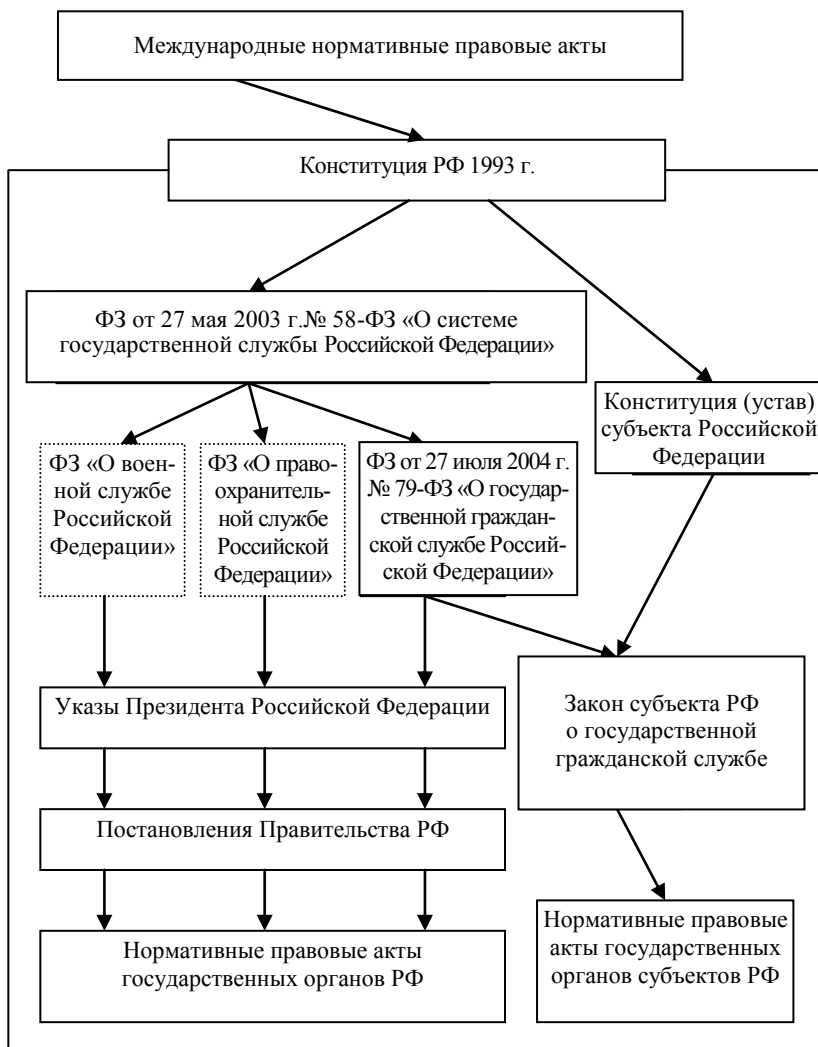 Международные нормативные правовые акты
Конституция РФ 1993 г.
ФЗ от 27 мая 2003 г.№ 58-ФЗ «О системе
государственной службы Российской Федерации»
Конституция (устав)
субъекта Российской
Федерации
ФЗ «О воен-
ной службе
Российской
Федерации»
ФЗ «О право-
охранитель-
ной службе
Российской
Федерации»
ФЗ от 27 июля 2004 г.
№ 79-ФЗ «О государ-
ственной граждан-
ской службе Россий-
ской Федерации»
Указы Президента Российской Федерации
Закон субъекта РФ
о государственной
гражданской службе
Постановления Правительства РФ
Нормативные правовые акты
государственных органов РФ
Нормативные правовые
акты государственных
органов субъектов РФ